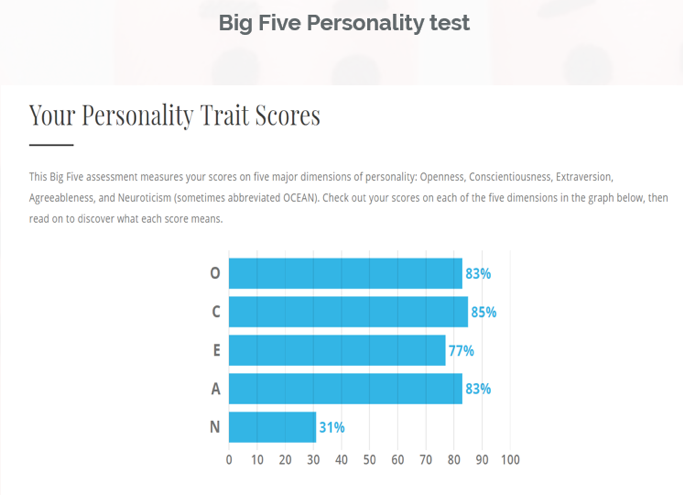 Big Five Personality test
Your Personality Trait Scores
This Big Five assessment measures your scores on five major dimensions of personality: Openness, Conscientiousness, Extraversion,
Agreeableness, and Neuroticism (sometimes abbreviated OCEAN). Check out your scores on each of the five dimensions in the graph below, then
read on to discover what each score means.
O 83%
C 85%
E 77%
A 83%
N 31%
0 10 20 30 40 50 60 70 80 90 100